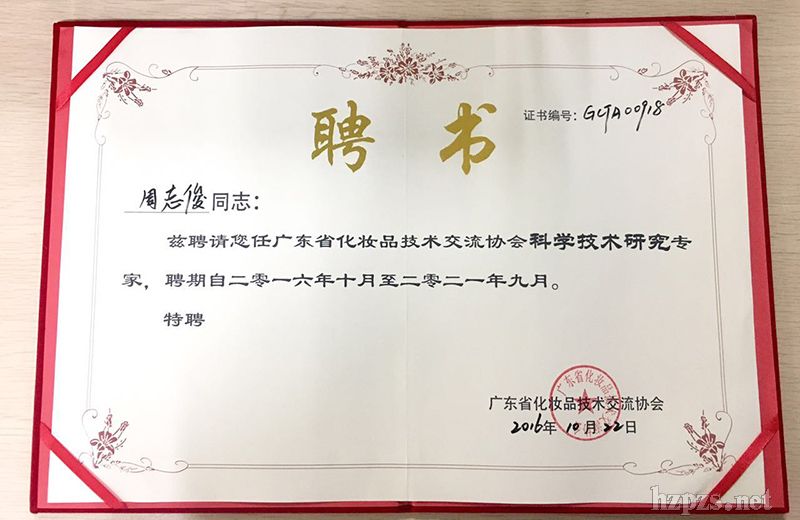 聘书
证书编号：GCTA00918
周志俊同志：
兹聘请您任广东省化妆品技术交流协会科学技术研究专
家，聘期自二零一六年十月至二零二一年九月。
特聘
广东省化妆品技术交流协会
2016年10月22日
hzpzs.net